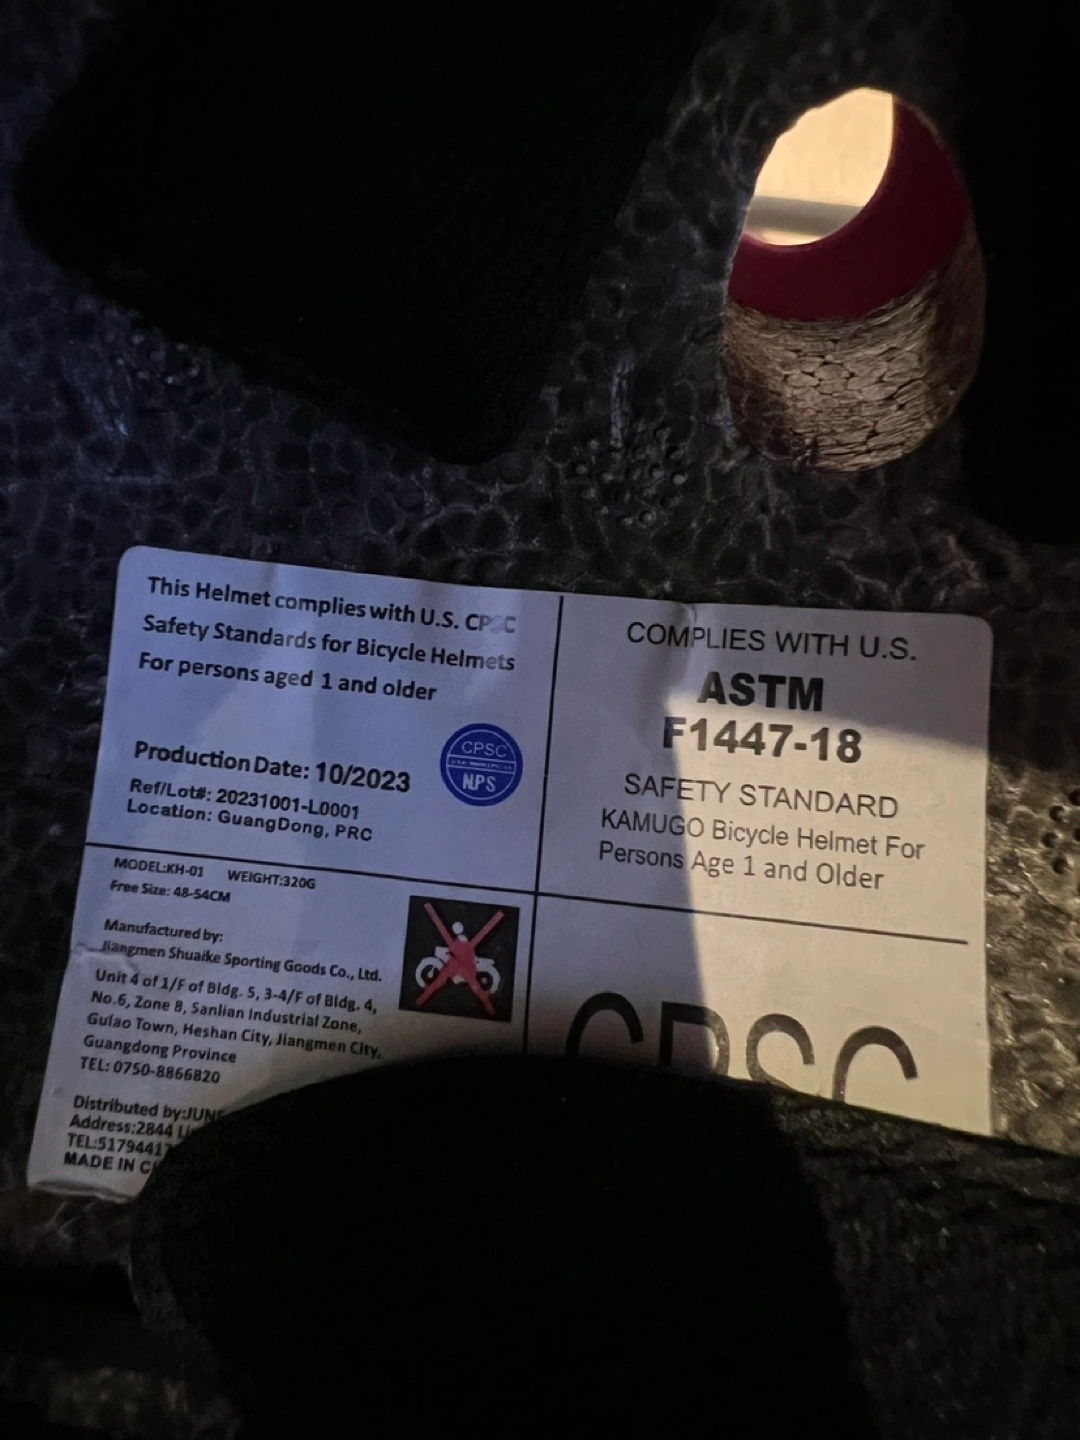 This Helmet complies with U.S. CPSC
Safety Standards for Bicycle Helmets
For persons aged 1 and older
Production Date: 10/2023
Ref/Lot#: 20231001-L0001
Location: GuangDong, PRC
CPSC
NPS
COMPLIES WITH U.S.
ASTM
F1447-18
SAFETY STANDARD
KAMUGO Bicycle Helmet For
Persons Age 1 and Older
MODEL:KH-01 WEIGHT:320G
Free Size: 48-54CM
Manufactured by:
Jiangmen Shuaike Sporting Goods Co., Ltd.
Unit 4 of 1/F of Bldg. 5, 3-4/F of Bldg. 4,
No.6, Zone 8, Sanlian Industrial Zone,
Gulao Town, Heshan City, Jiangmen City,
Guangdong Province
TEL: 0750-8866820
Distributed by:JUNE
Address:2844
TEL:51794417
MADE IN
CPSC